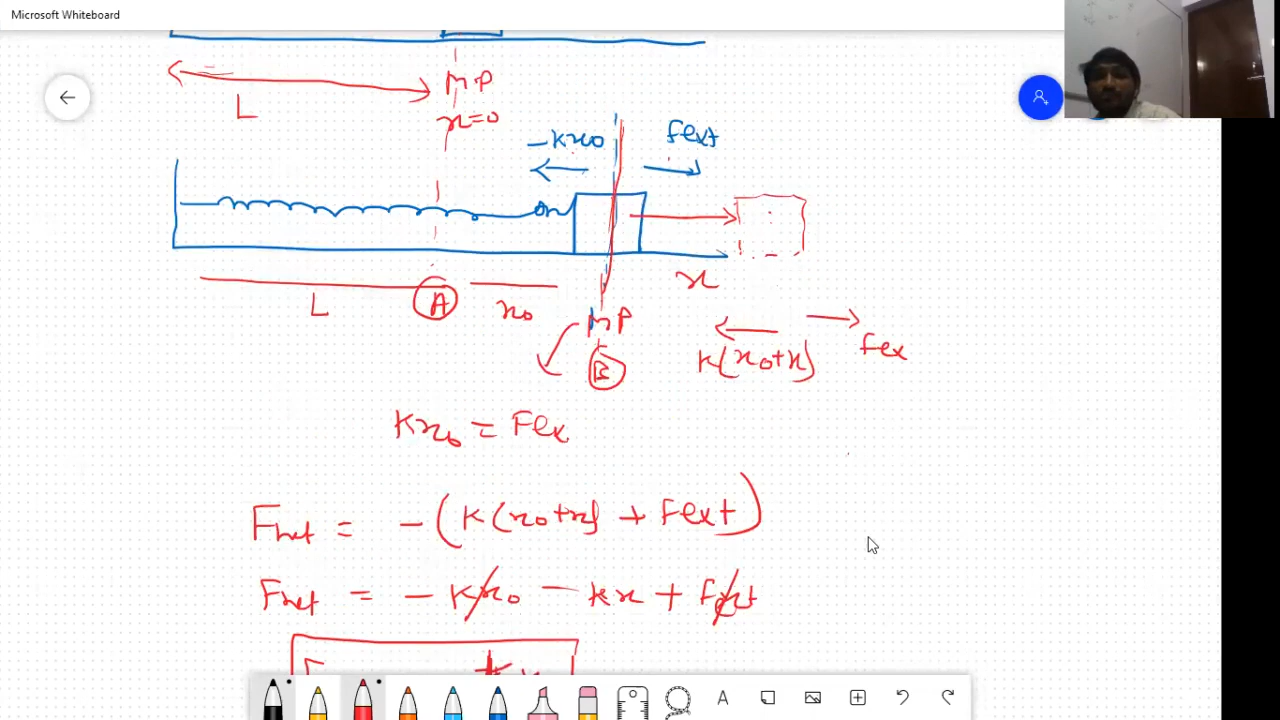 Microsoft Whiteboard
L
MP
x=0
-Kx₀
Fext
L
A
x₀
x
MP
B
K(x₀+x)
Fex
Kx₀ = Fex
Fnet = -(K(x₀+x) + Fext)
Fnet = - Kx₀ - Kx + Fext
A